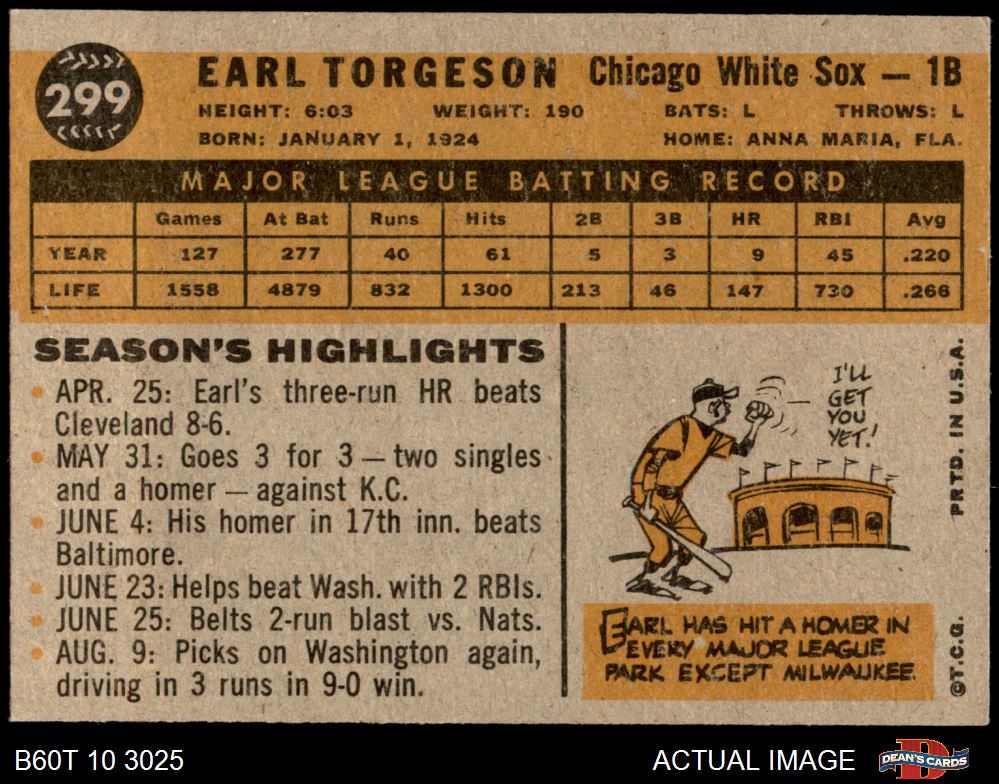 299
EARL TORGESON Chicago White Sox — 1B
HEIGHT: 6:03 WEIGHT: 190 BATS: L THROWS: L
BORN: JANUARY 1, 1924 HOME: ANNA MARIA, FLA.
MAJOR LEAGUE BATTING RECORD
Games At Bat Runs Hits 2B 3B HR RBI Avg
YEAR 127 277 40 61 5 3 9 45 .220
LIFE 1558 4879 832 1300 213 46 147 730 .266
SEASON'S HIGHLIGHTS
• APR. 25: Earl's three-run HR beats
Cleveland 8-6.
• MAY 31: Goes 3 for 3 — two singles
and a homer — against K.C.
• JUNE 4: His homer in 17th inn. beats
Baltimore.
• JUNE 23: Helps beat Wash. with 2 RBIs.
• JUNE 25: Belts 2-run blast vs. Nats.
• AUG. 9: Picks on Washington again,
driving in 3 runs in 9-0 win.
I'LL
GET
YOU
YET!
EARL HAS HIT A HOMER IN
EVERY MAJOR LEAGUE
PARK EXCEPT MILWAUKEE.
PRTD. IN U.S.A.
©T.C.G.
B60T 10 3025
ACTUAL IMAGE
D
DEAN'S CARDS